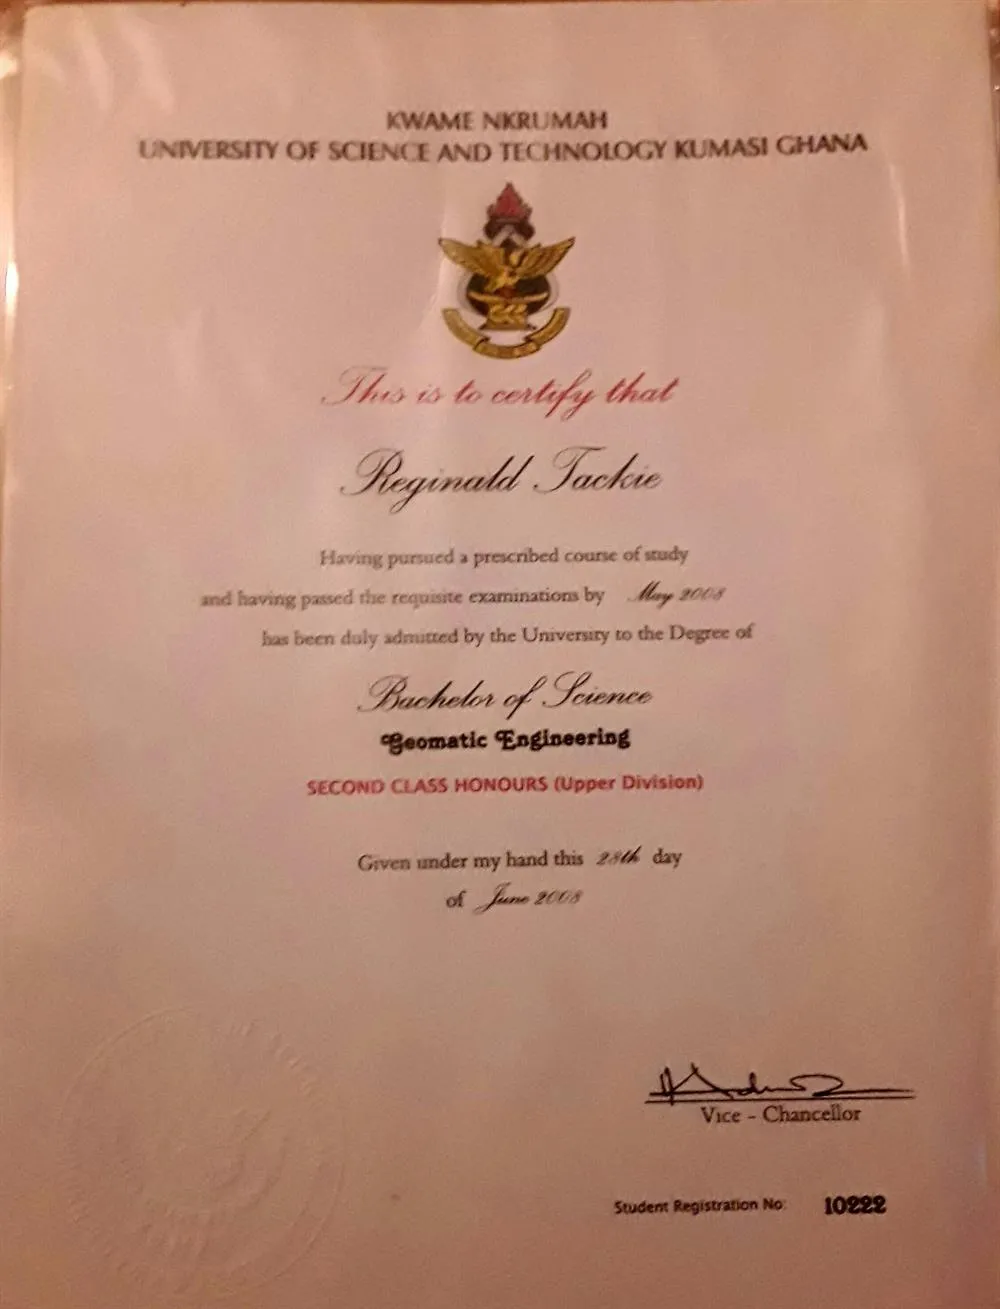 KWAME NKRUMAH
UNIVERSITY OF SCIENCE AND TECHNOLOGY KUMASI GHANA
This is to certify that
Reginald Tackie
Having pursued a prescribed course of study
and having passed the requisite examinations by May 2008
has been duly admitted by the University to the Degree of
Bachelor of Science
Geomatic Engineering
SECOND CLASS HONOURS (Upper Division)
Given under my hand this 28th day
of June 2008
Vice - Chancellor
Student Registration No: 10222